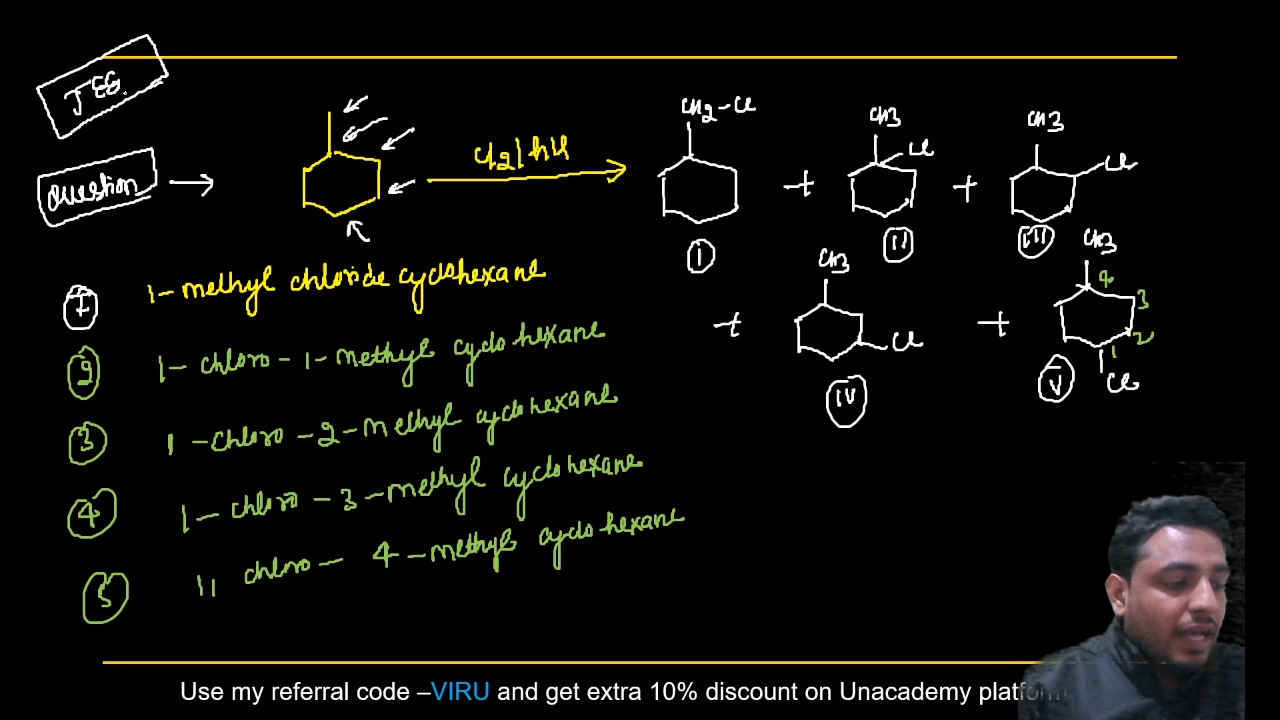 JEE.
Question →
Cl2/hν
CH2-Cl
+
CH3
Cl
+
CH3
Cl
I
II
III
+
CH3
Cl
+
CH3
4
3
2
1
Cl
IV
V
1 1- methyl chloride cyclohexane
2 1- chloro - 1- methyl cyclohexane
3 1 - chloro - 2 - methyl cyclohexane
4 1 - chloro - 3 - methyl cyclohexane
5 11 chloro - 4 - methyl cyclohexane
Use my referral code –VIRU and get extra 10% discount on Unacademy platform